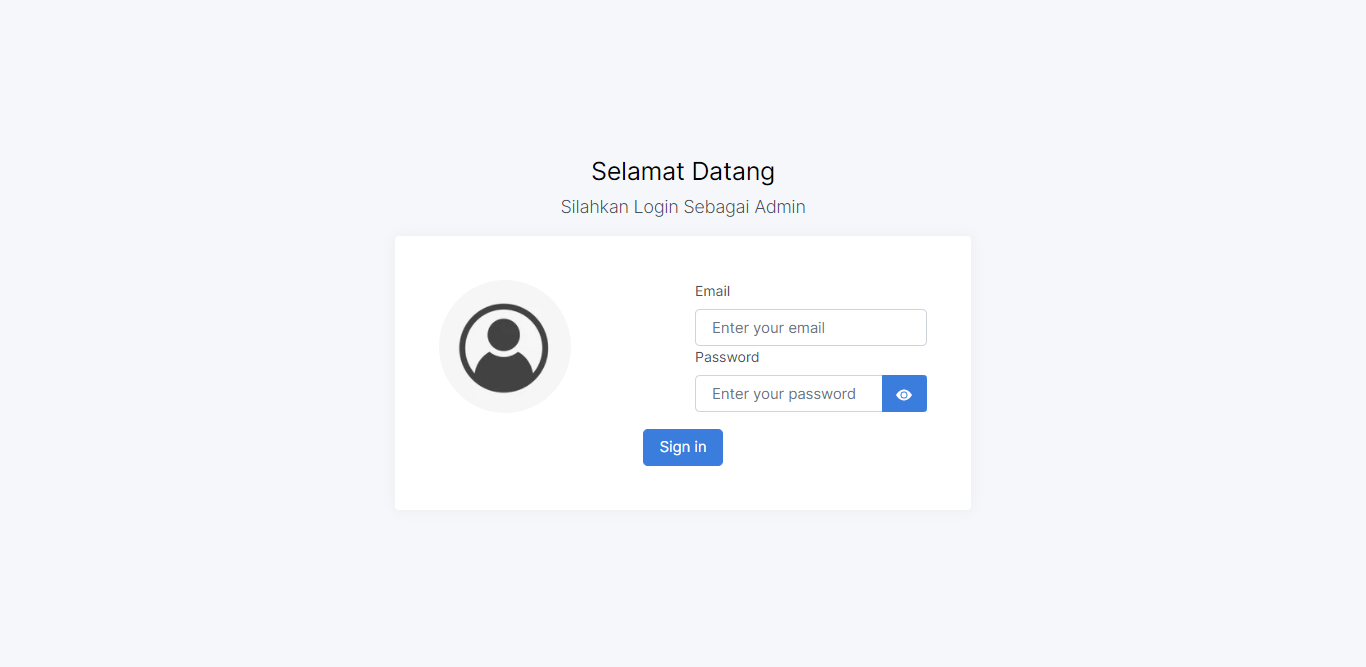 Selamat Datang
Silahkan Login Sebagai Admin
Email
Enter your email
Password
Enter your password
Sign in